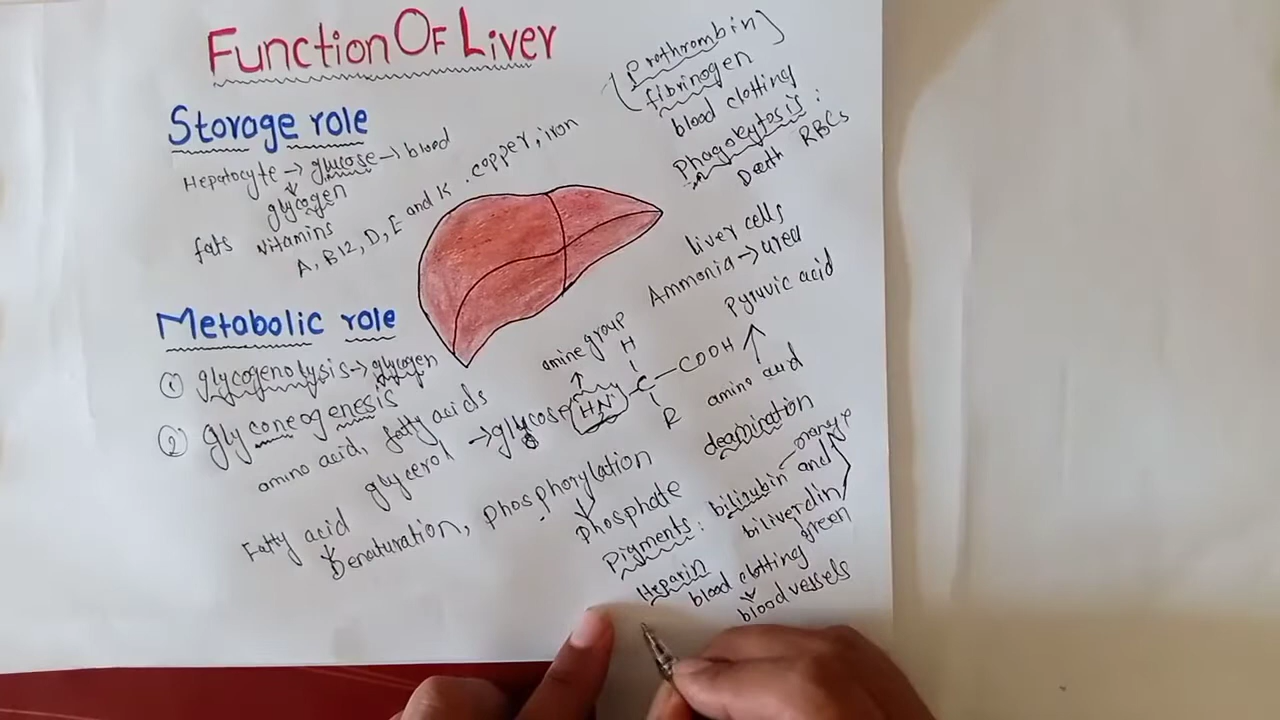 Function Of Liver
Storage role
Hepatocyte → glucose → blood
glycogen
fats vitamins
A, B12, D, E and K . copper, iron
Metabolic role
① glycogenolysis → glycogen
② glyconeogenesis
amino acid, fatty acids
glycerol → glycose
Fatty acid
Denaturation, phosphorylation
phosphate
amine group
H
HN C COOH
R
(Prothrombin)
fibrinogen
blood clotting
Phagocytosis :
Death RBCs
liver cells
Ammonia → urea
Pyruvic acid
amino acid
deamination
Pigments : bilirubin and orange
biliverdin
green
Heparin blood clotting
blood vessels